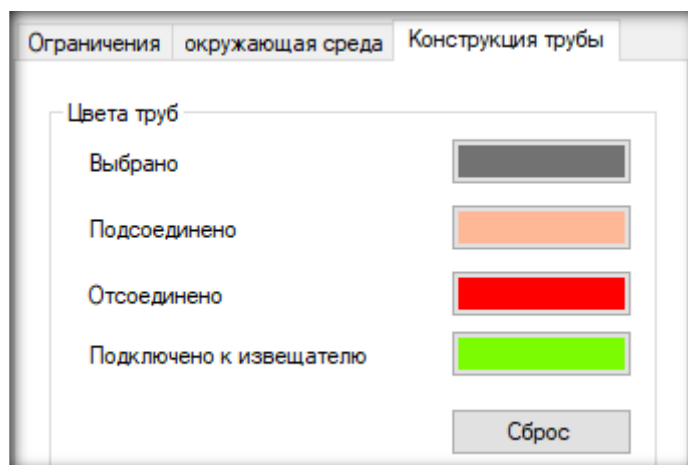 Ограничения окружающая среда Конструкция трубы
Цвета труб
Выбрано
Подсоединено
Отсоединено
Подключено к извещателю
Сброс